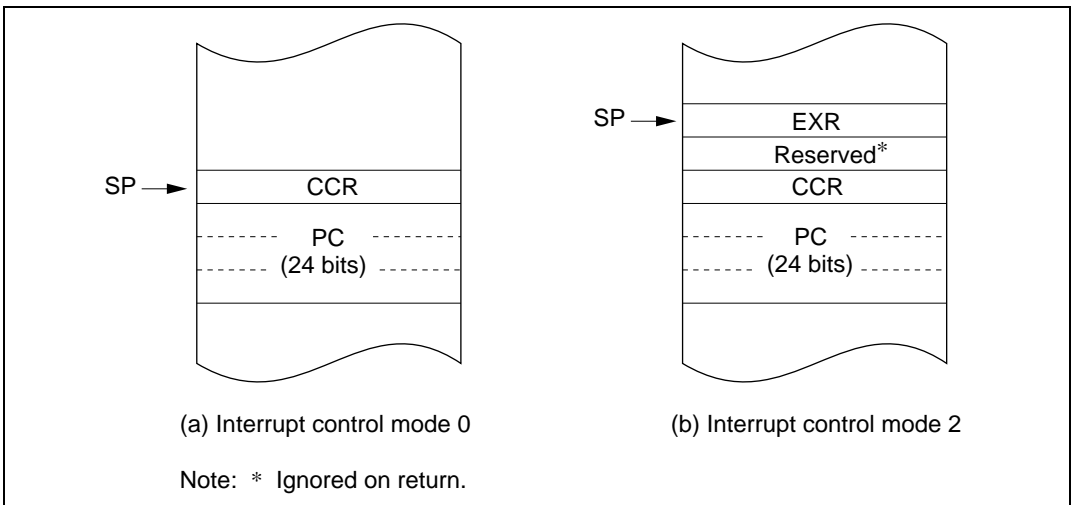 SP
CCR
PC
(24 bits)
(a) Interrupt control mode 0
SP
EXR
Reserved*
CCR
PC
(24 bits)
(b) Interrupt control mode 2
Note: * Ignored on return.